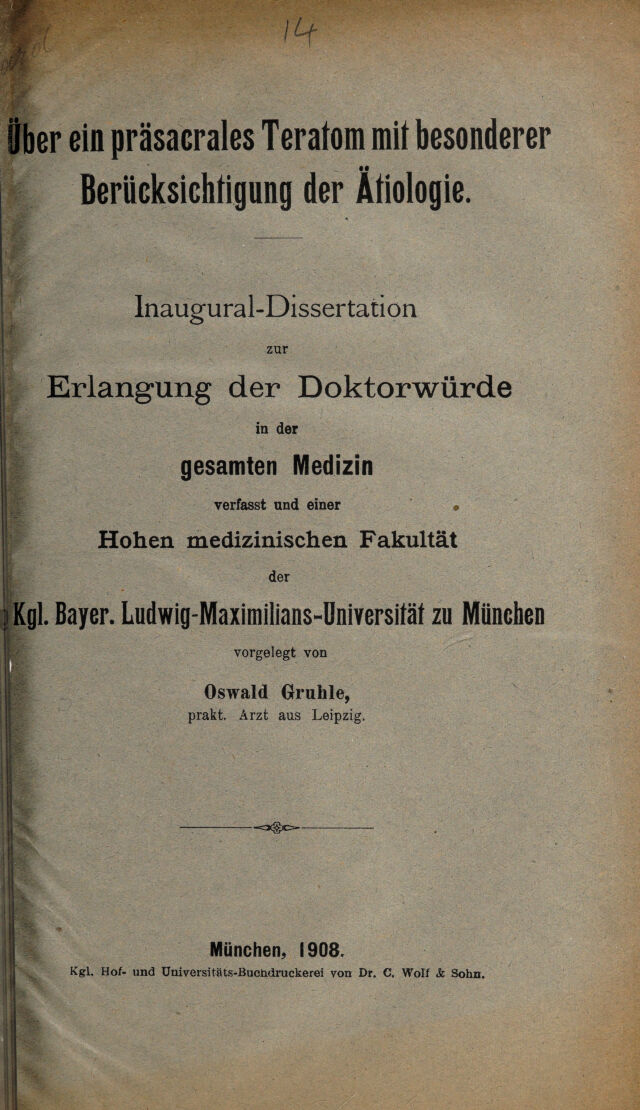 14
Über ein präsacrales Teratom mit besonderer
Berücksichtigung der Ätiologie.
Inaugural-Dissertation
zur
Erlangung der Doktorwürde
in der
gesamten Medizin
verfasst und einer
Hohen medizinischen Fakultät
der
Kgl. Bayer. Ludwig-Maximilians-Universität zu München
vorgelegt von
Oswald Gruhle,
prakt. Arzt aus Leipzig.
München, 1908.
Kgl. Hof- und Universitäts-Buchdruckerei von Dr. C. Wolf & Sohn.